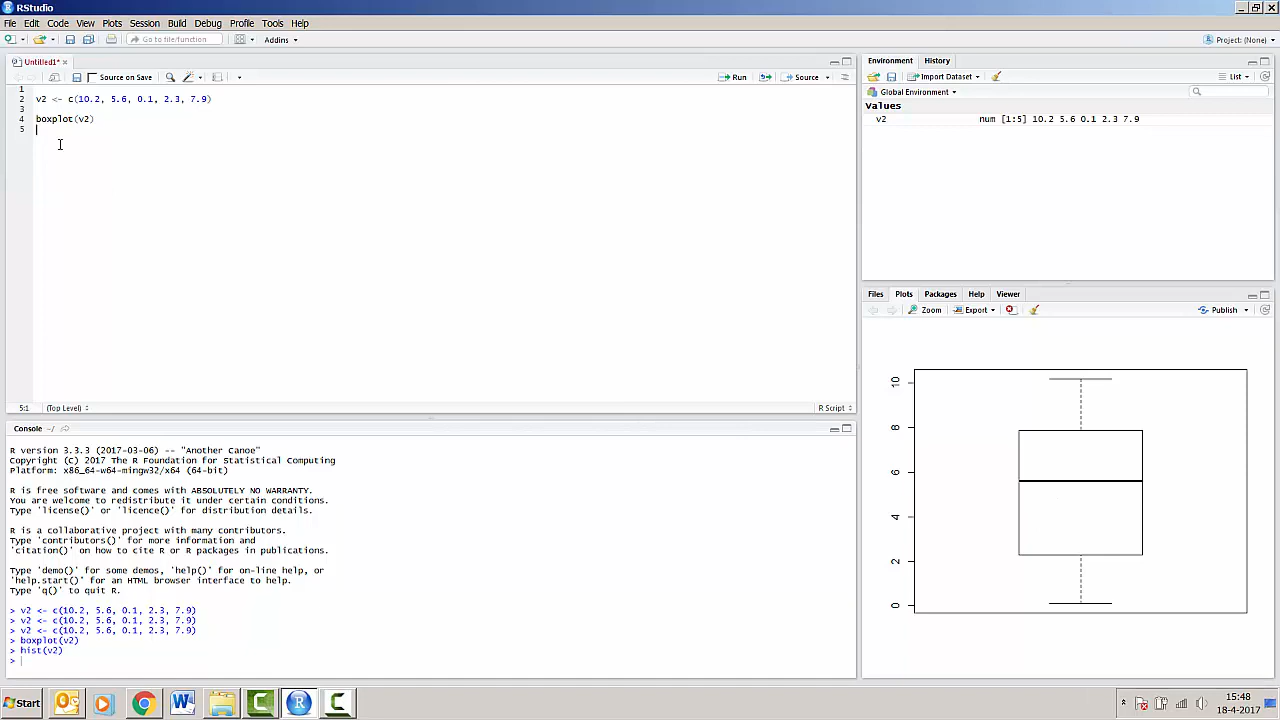 RStudio
File Edit Code View Plots Session Build Debug Profile Tools Help
Go to file/function Addins Project: (None)
Untitled1*
Source on Save Run Source
1
2 v2 <- c(10.2, 5.6, 0.1, 2.3, 7.9)
3
4 boxplot(v2)
5
5:1 (Top Level) R Script
Console ~/
R version 3.3.3 (2017-03-06) -- "Another Canoe"
Copyright (C) 2017 The R Foundation for Statistical Computing
Platform: x86_64-w64-mingw32/x64 (64-bit)
R is free software and comes with ABSOLUTELY NO WARRANTY.
You are welcome to redistribute it under certain conditions.
Type 'license()' or 'licence()' for distribution details.
R is a collaborative project with many contributors.
Type 'contributors()' for more information and
'citation()' on how to cite R or R packages in publications.
Type 'demo()' for some demos, 'help()' for on-line help, or
'help.start()' for an HTML browser interface to help.
Type 'q()' to quit R.
> v2 <- c(10.2, 5.6, 0.1, 2.3, 7.9)
> v2 <- c(10.2, 5.6, 0.1, 2.3, 7.9)
> v2 <- c(10.2, 5.6, 0.1, 2.3, 7.9)
> boxplot(v2)
> hist(v2)
>
Environment History
Import Dataset List
Global Environment
Values
v2 num [1:5] 10.2 5.6 0.1 2.3 7.9
Files Plots Packages Help Viewer
Zoom Export Publish
10
8
6
4
2
0
Start
15:48
18-4-2017